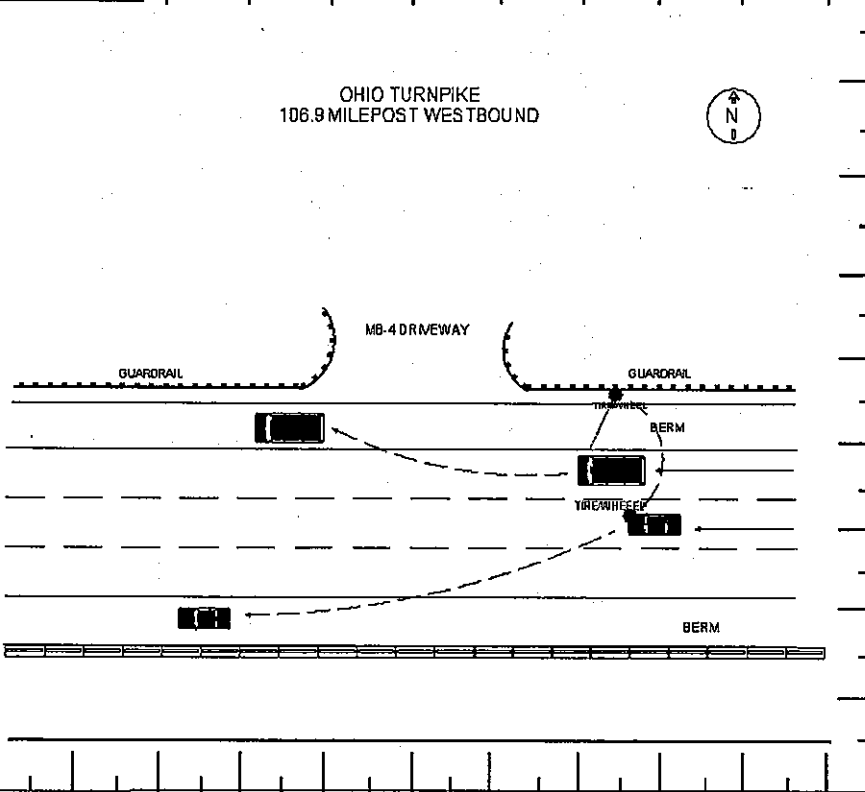 OHIO TURNPIKE
106.9 MILEPOST WESTBOUND
N
MB-4 DRIVEWAY
GUARDRAIL
GUARDRAIL
TIRE/WHEEL
BERM
TIRE/WHEEL
BERM